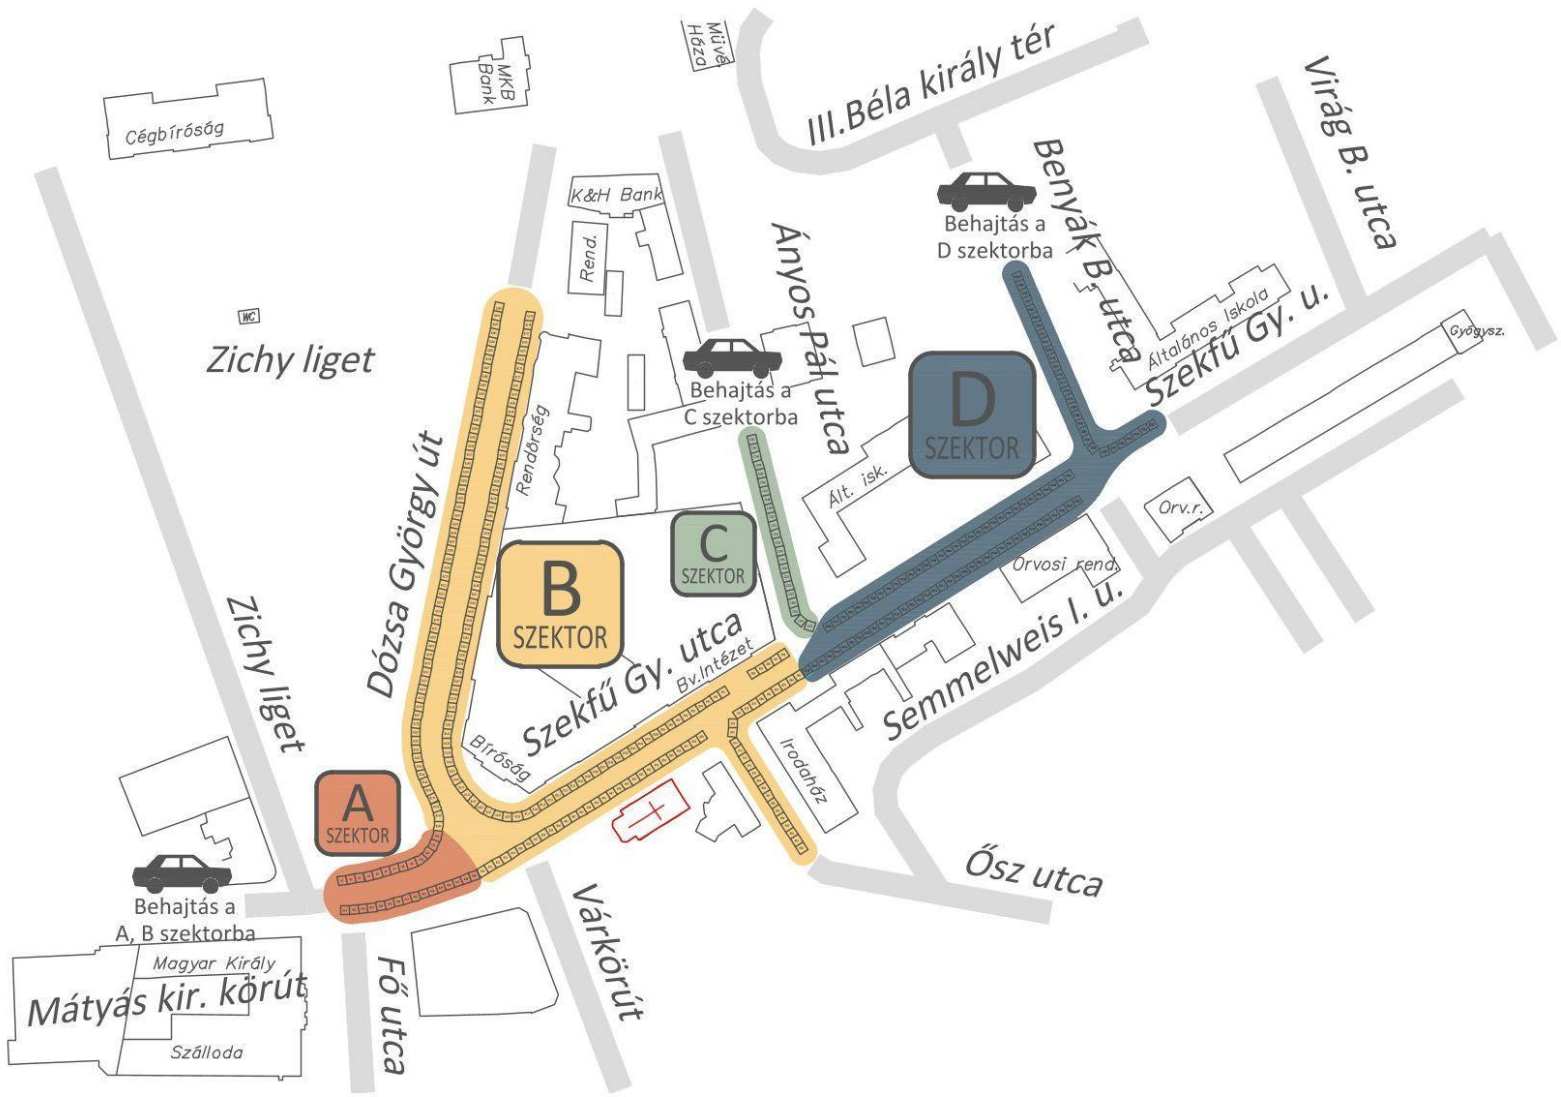 Művé.
Háza
MKB
Bank
Cégbíróság
III.Béla király tér
Virág B. utca
Benyák B. utca
K&H Bank
Rend.
Behajtás a
D szektorba
Ányos Pál utca
Általános Iskola
Szekfű Gy. u.
Gyógysz.
WC
Zichy liget
Behajtás a
C szektorba
D
SZEKTOR
Rendőrség
Dózsa György út
Ált. isk.
Orv.r.
C
SZEKTOR
B
SZEKTOR
Orvosi rend.
Semmelweis I. u.
Szekfű Gy. utca
Bv.Intézet
Bíróság
Zichy liget
Irodaház
A
SZEKTOR
Behajtás a
A, B szektorba
Ősz utca
Várkörút
Fő utca
Magyar Király
Mátyás kir. körút
Szálloda